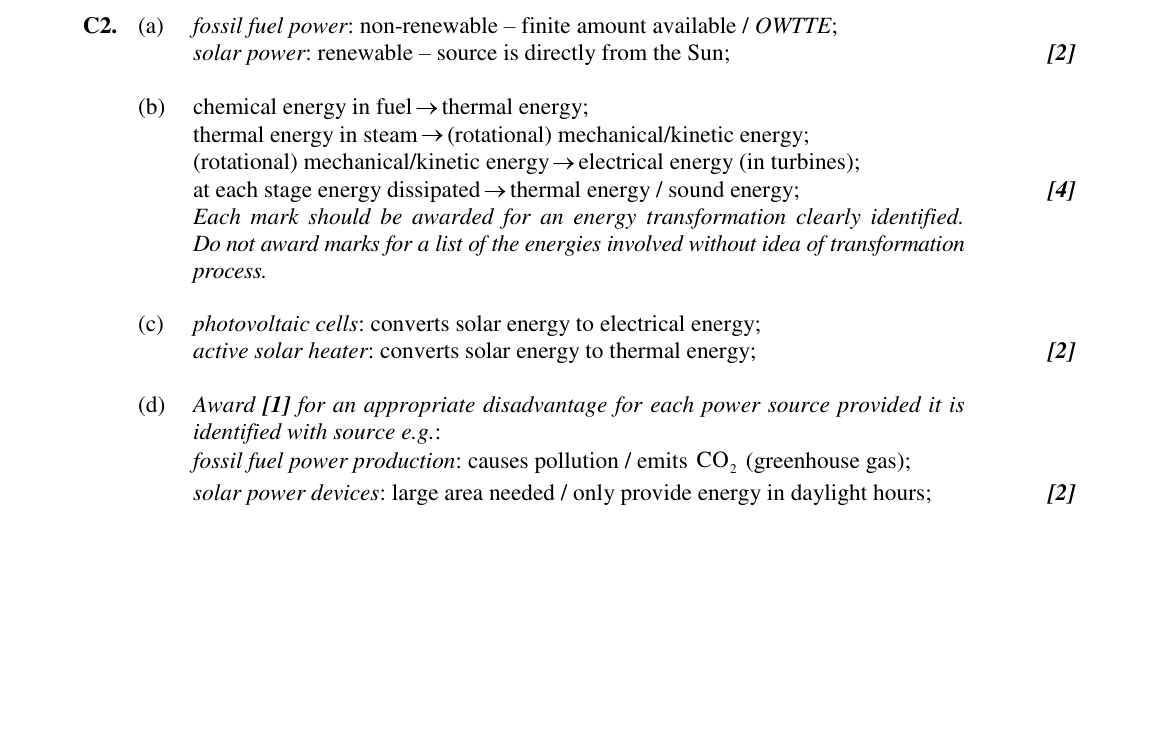 C2. (a) fossil fuel power: non-renewable – finite amount available / OWTTE;
solar power: renewable – source is directly from the Sun; [2]
(b) chemical energy in fuel → thermal energy;
thermal energy in steam → (rotational) mechanical/kinetic energy;
(rotational) mechanical/kinetic energy → electrical energy (in turbines);
at each stage energy dissipated → thermal energy / sound energy; [4]
Each mark should be awarded for an energy transformation clearly identified.
Do not award marks for a list of the energies involved without idea of transformation
process.
(c) photovoltaic cells: converts solar energy to electrical energy;
active solar heater: converts solar energy to thermal energy; [2]
(d) Award [1] for an appropriate disadvantage for each power source provided it is
identified with source e.g.:
fossil fuel power production: causes pollution / emits CO₂ (greenhouse gas);
solar power devices: large area needed / only provide energy in daylight hours; [2]